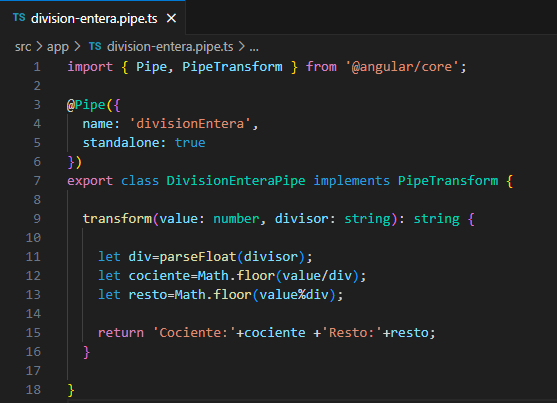 TS division-entera.pipe.ts ×
src > app > TS division-entera.pipe.ts > ...
1 import { Pipe, PipeTransform } from '@angular/core';
2
3 @Pipe({
4   name: 'divisionEntera',
5   standalone: true
6 })
7 export class DivisionEnteraPipe implements PipeTransform {
8
9   transform(value: number, divisor: string): string {
10
11     let div=parseFloat(divisor);
12     let cociente=Math.floor(value/div);
13     let resto=Math.floor(value%div);
14
15     return 'Cociente:'+cociente +'Resto:'+resto;
16   }
17
18 }